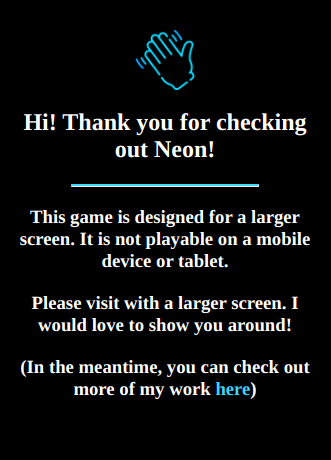 Hi! Thank you for checking
out Neon!
This game is designed for a larger
screen. It is not playable on a mobile
device or tablet.
Please visit with a larger screen. I
would love to show you around!
(In the meantime, you can check out
more of my work here)